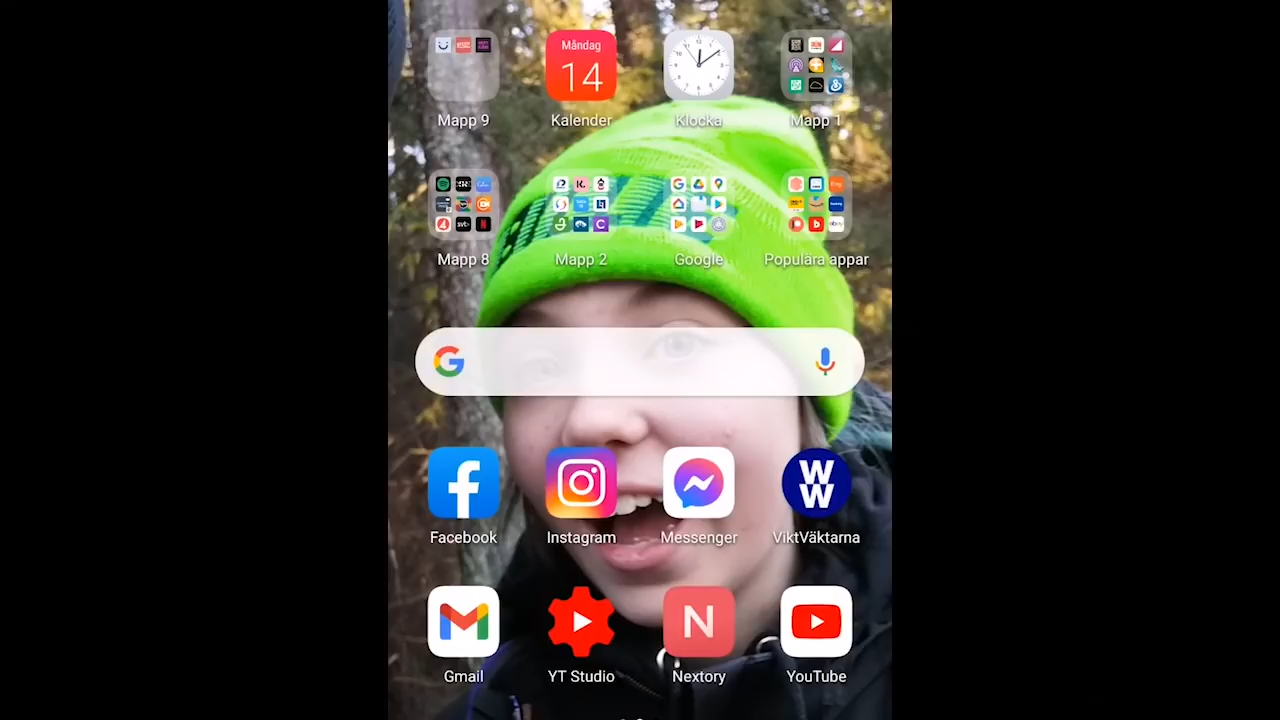 Måndag
14
Mapp 9
Kalender
Klocka
Mapp 1
Mapp 8
Mapp 2
Google
Populära appar
Facebook
Instagram
Messenger
W
W
ViktVäktarna
N
Gmail
YT Studio
Nextory
YouTube